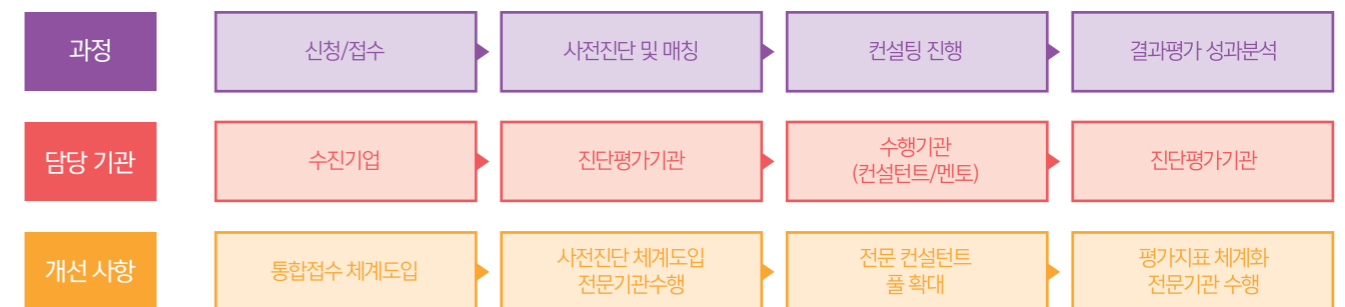 과정
신청/접수
사전진단 및 매칭
컨설팅 진행
결과평가 성과분석
담당 기관
수진기업
진단평가기관
수행기관
(컨설턴트/멘토)
진단평가기관
개선 사항
통합접수 체계도입
사전진단 체계도입
전문기관수행
전문 컨설턴트
풀 확대
평가지표 체계화
전문기관 수행